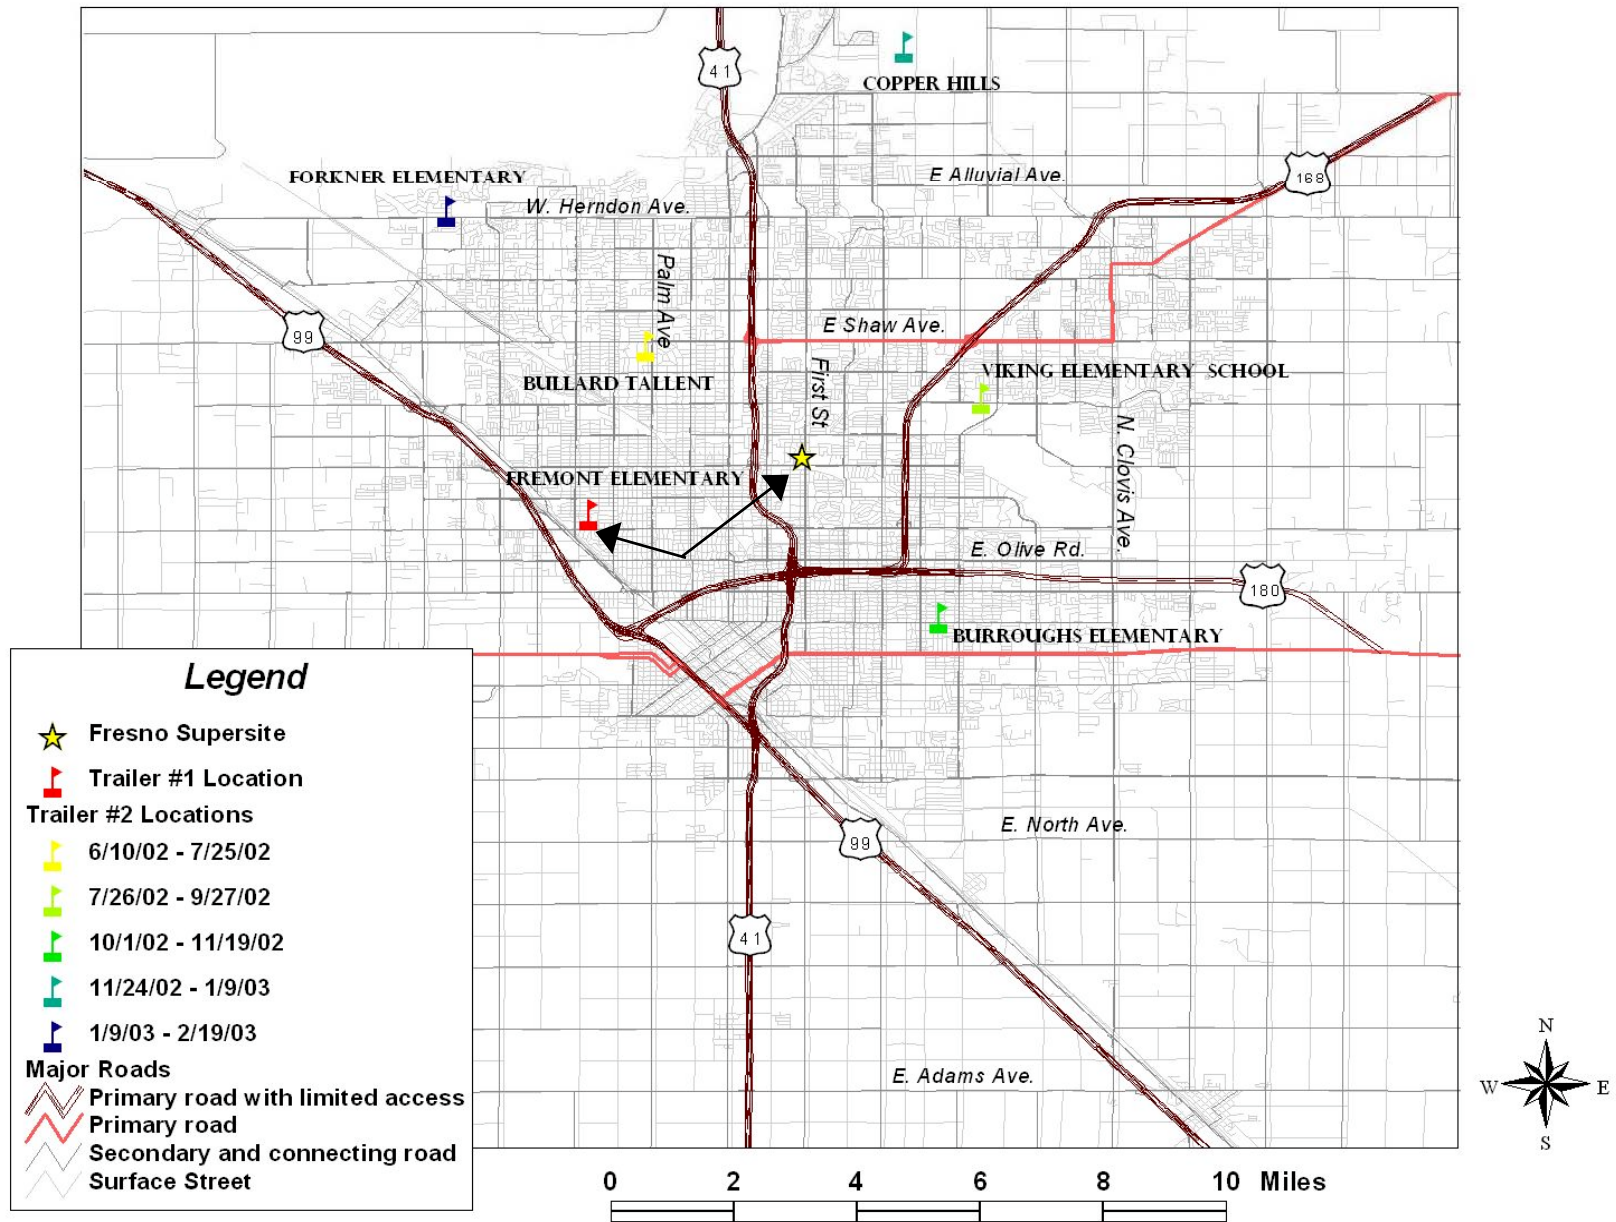 41
COPPER HILLS
FORKNER ELEMENTARY
E Alluvial Ave.
168
W. Herndon Ave.
Palm Ave
99
E Shaw Ave.
First St
BULLARD TALLENT
VIKING ELEMENTARY SCHOOL
N. Clovis Ave.
FREMONT ELEMENTARY
E. Olive Rd.
180
BURROUGHS ELEMENTARY
E. North Ave.
99
41
E. Adams Ave.
Legend
Fresno Supersite
Trailer #1 Location
Trailer #2 Locations
6/10/02 - 7/25/02
7/26/02 - 9/27/02
10/1/02 - 11/19/02
11/24/02 - 1/9/03
1/9/03 - 2/19/03
Major Roads
Primary road with limited access
Primary road
Secondary and connecting road
Surface Street
N
W E
S
0 2 4 6 8 10 Miles